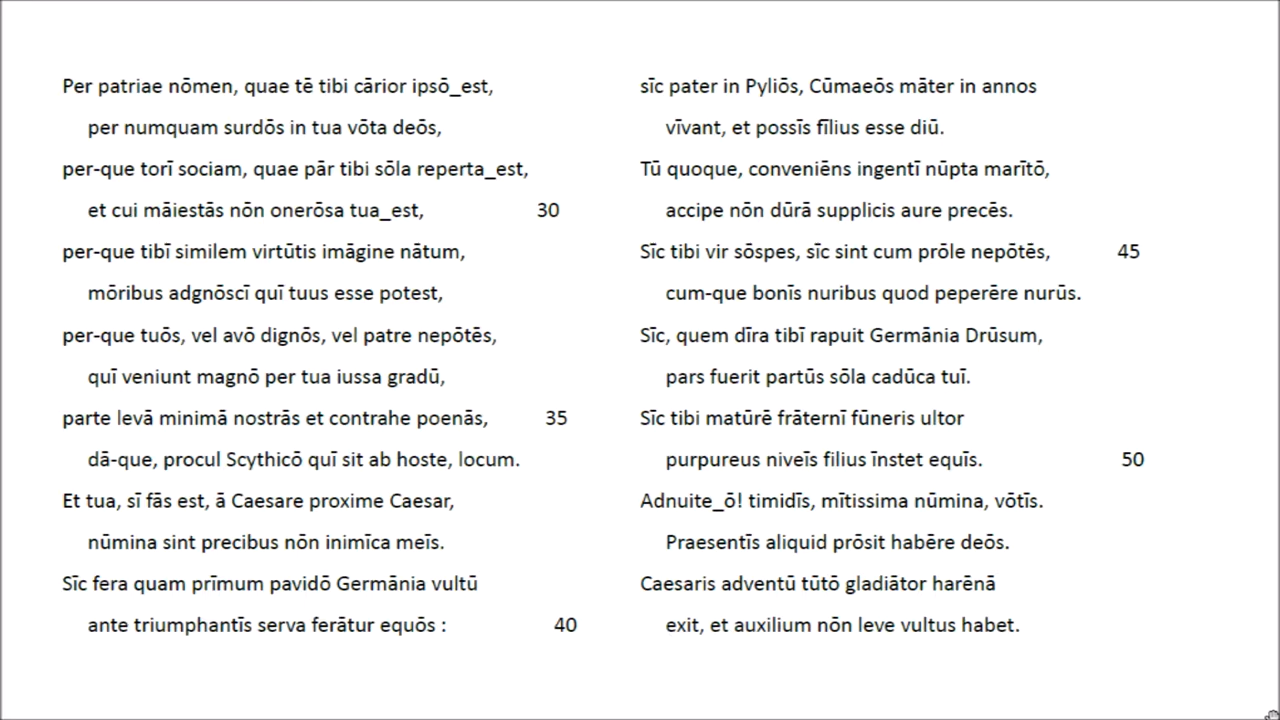 Per patriae nōmen, quae tē tibi cārior ipsō_est,
per numquam surdōs in tua vōta deōs,
per-que torī sociam, quae pār tibi sōla reperta_est,
et cui māiestās nōn onerōsa tua_est, 30
per-que tibī similem virtūtis imāgine nātum,
mōribus adgnōscī quī tuus esse potest,
per-que tuōs, vel avō dignōs, vel patre nepōtēs,
quī veniunt magnō per tua iussa gradū,
parte levā minimā nostrās et contrahe poenās, 35
dā-que, procul Scythicō quī sit ab hoste, locum.
Et tua, sī fās est, ā Caesare proxime Caesar,
nūmina sint precibus nōn inimīca meīs.
Sīc fera quam prīmum pavidō Germānia vultū
ante triumphantīs serva ferātur equōs : 40
sīc pater in Pyliōs, Cūmaeōs māter in annos
vīvant, et possīs fīlius esse diū.
Tū quoque, conveniēns ingentī nūpta marītō,
accipe nōn dūrā supplicis aure precēs.
Sīc tibi vir sōspes, sīc sint cum prōle nepōtēs, 45
cum-que bonīs nuribus quod peperēre nurūs.
Sīc, quem dīra tibī rapuit Germānia Drūsum,
pars fuerit partūs sōla cadūca tuī.
Sīc tibi matūrē frāternī fūneris ultor
purpureus niveīs filius īnstet equīs. 50
Adnuite_ō! timidīs, mītissima nūmina, vōtīs.
Praesentīs aliquid prōsit habēre deōs.
Caesaris adventū tūtō gladiātor harēnā
exit, et auxilium nōn leve vultus habet.